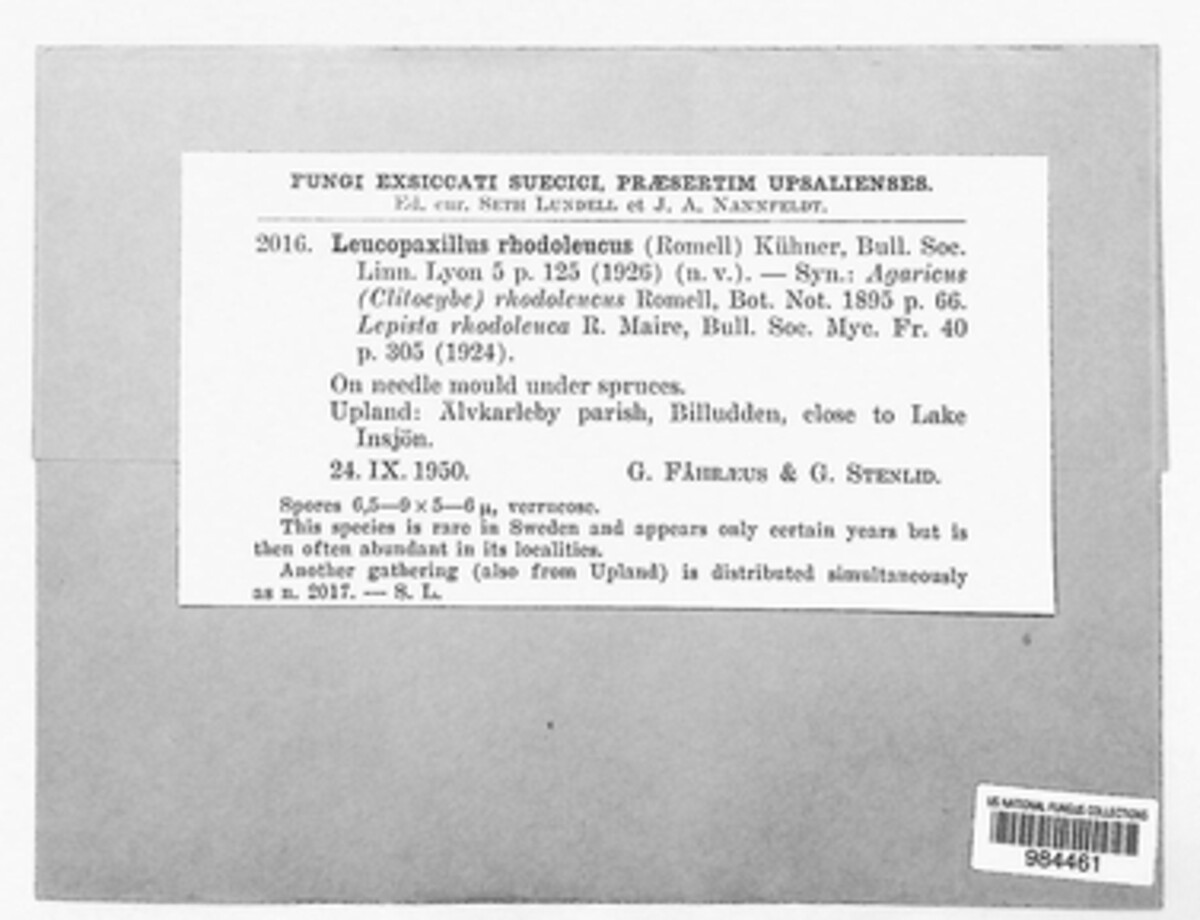 FUNGI EXSICCATI SUECICI, PRÆSERTIM UPSALIENSES.
Ed. cur. SETH LUNDELL et J. A. NANNFELDT.
2016. Leucopaxillus rhodoleucus (Romell) Kühner, Bull. Soc.
Linn. Lyon 5 p. 125 (1926) (n. v.). — Syn.: Agaricus
(Clitocybe) rhodoleucus Romell, Bot. Not. 1895 p. 66.
Lepista rhodoleuca R. Maire, Bull. Soc. Myc. Fr. 40
p. 305 (1924).
On needle mould under spruces.
Upland: Älvkarleby parish, Billudden, close to Lake
Insjön.
24. IX. 1950. G. FÅHRÆUS & G. STENLID.
Spores 6,5—9 × 5—6 µ, verrucose.
This species is rare in Sweden and appears only certain years but is
then often abundant in its localities.
Another gathering (also from Upland) is distributed simultaneously
as n. 2017. — S. L.
US NATIONAL FUNGUS COLLECTIONS
984461